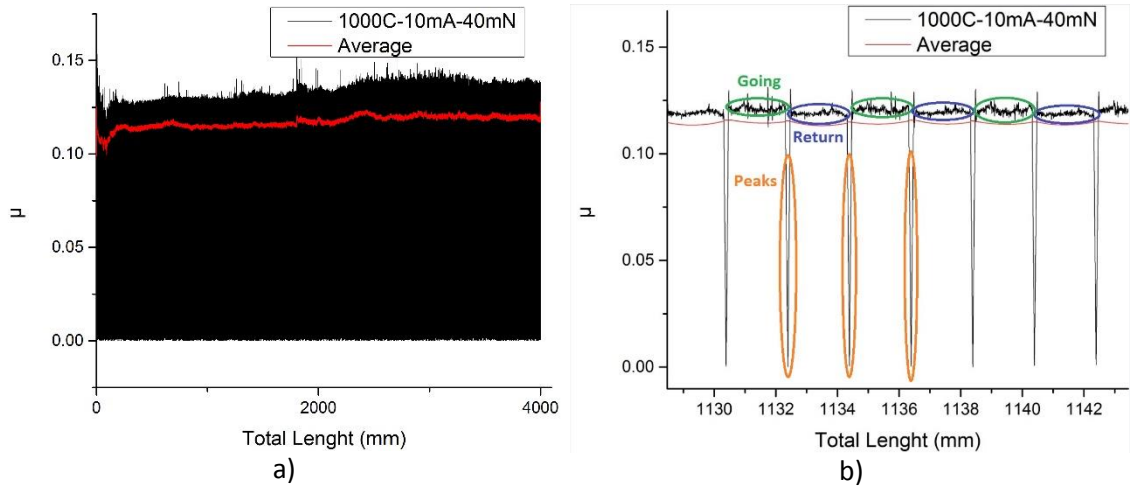 1000C-10mA-40mN
Average
0.15
0.10
0.05
0.00
μ
0
2000
4000
Total Lenght (mm)
a)
1000C-10mA-40mN
Average
0.15
0.10
0.05
0.00
μ
Going
Return
Peaks
1130
1132
1134
1136
1138
1140
1142
Total Lenght (mm)
b)